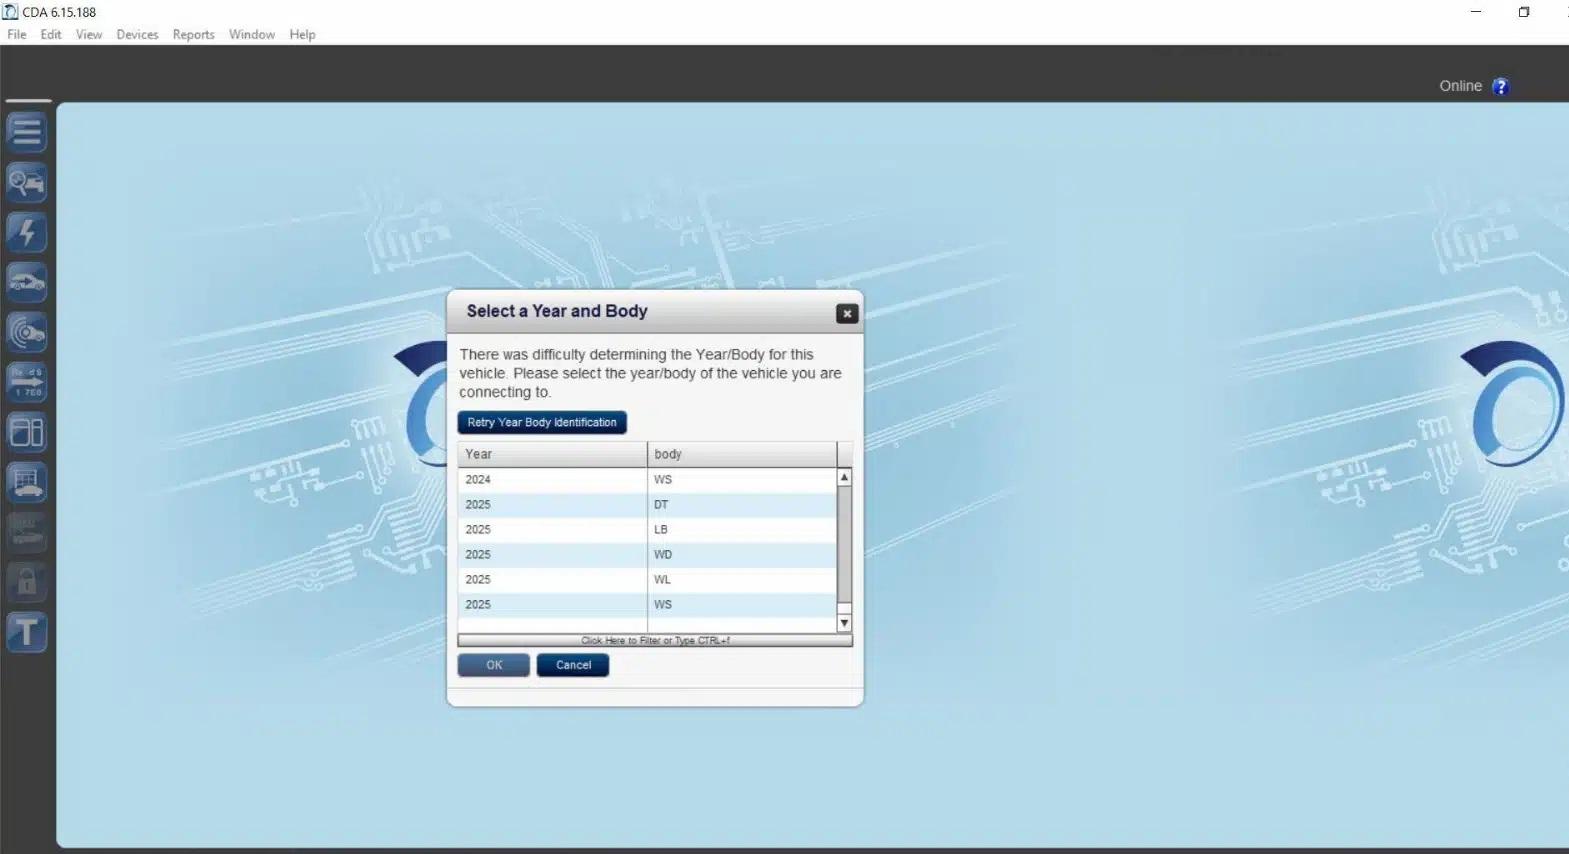 CDA 6.15.188
File Edit View Devices Reports Window Help
Online ?
Select a Year and Body
There was difficulty determining the Year/Body for this
vehicle. Please select the year/body of the vehicle you are
connecting to.
Retry Year Body Identification
Year body
2024 WS
2025 DT
2025 LB
2025 WD
2025 WL
2025 WS
Click Here to Filter or Type CTRL+f
OK Cancel
T